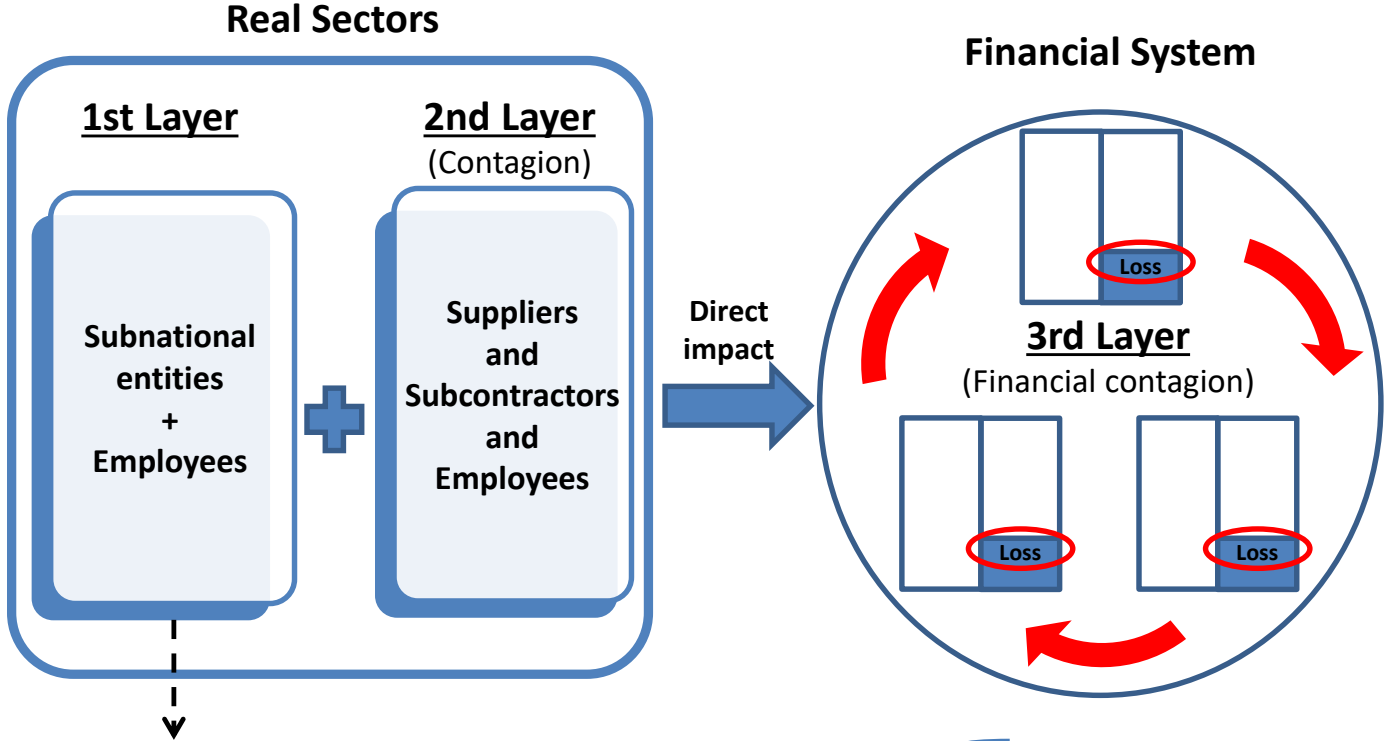 Real Sectors
1st Layer
2nd Layer
(Contagion)
Subnational
entities
+
Employees
Suppliers
and
Subcontractors
and
Employees
Direct
impact
Financial System
Loss
3rd Layer
(Financial contagion)
Loss
Loss